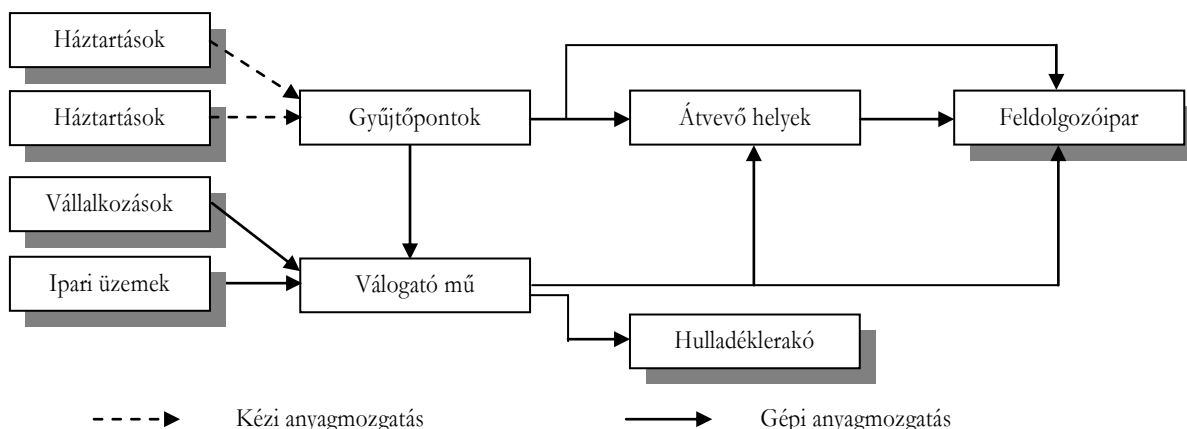 Háztartások
Háztartások
Gyűjtőpontok
Átvevő helyek
Feldolgozóipar
Vállalkozások
Ipari üzemek
Válogató mű
Hulladéklerakó
Kézi anyagmozgatás
Gépi anyagmozgatás